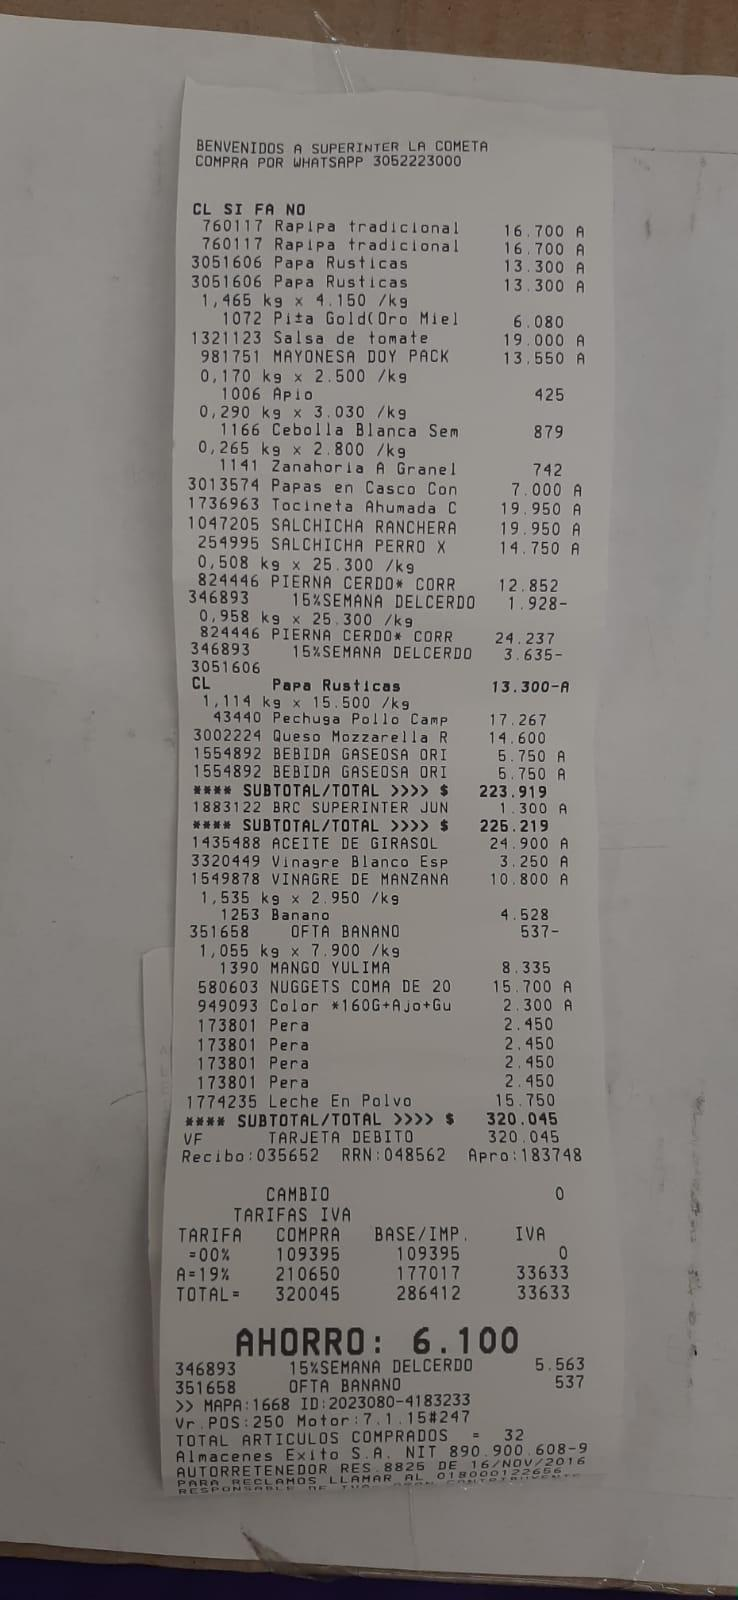 BENVENIDOS A SUPERINTER LA COMETA
COMPRA POR WHATSAPP 3052223000
CL SI FA NO
760117 Rapipa tradicional 16.700 A
760117 Rapipa tradicional 16.700 A
3051606 Papa Rusticas 13.300 A
3051606 Papa Rusticas 13.300 A
1,465 kg x 4.150 /kg
1072 Piña Gold(Oro Miel 6.080
1321123 Salsa de tomate 19.000 A
981751 MAYONESA DOY PACK 13.550 A
0,170 kg x 2.500 /kg
1006 Apio 425
0,290 kg x 3.030 /kg
1166 Cebolla Blanca Sem 879
0,265 kg x 2.800 /kg
1141 Zanahoria A Granel 742
3013574 Papas en Casco Con 7.000 A
1736963 Tocineta Ahumada C 19.950 A
1047205 SALCHICHA RANCHERA 19.950 A
254995 SALCHICHA PERRO X 14.750 A
0,508 kg x 25.300 /kg
824446 PIERNA CERDO* CORR 12.852
346893 15%SEMANA DELCERDO 1.928-
0,958 kg x 25.300 /kg
824446 PIERNA CERDO* CORR 24.237
346893 15%SEMANA DELCERDO 3.635-
3051606
CL Papa Rusticas 13.300-A
1,114 kg x 15.500 /kg
43440 Pechuga Pollo Camp 17.267
3002224 Queso Mozzarella R 14.600
1554892 BEBIDA GASEOSA ORI 5.750 A
1554892 BEBIDA GASEOSA ORI 5.750 A
**** SUBTOTAL/TOTAL >>>> $ 223.919
1883122 BRC SUPERINTER JUN 1.300 A
**** SUBTOTAL/TOTAL >>>> $ 225.219
1435488 ACEITE DE GIRASOL 24.900 A
3320449 Vinagre Blanco Esp 3.250 A
1549878 VINAGRE DE MANZANA 10.800 A
1,535 kg x 2.950 /kg
1253 Banano 4.528
351658 OFTA BANANO 537-
1,055 kg x 7.900 /kg
1390 MANGO YULIMA 8.335
580603 NUGGETS COMA DE 20 15.700 A
949093 Color *160G+Ajo+Gu 2.300 A
173801 Pera 2.450
173801 Pera 2.450
173801 Pera 2.450
173801 Pera 2.450
1774235 Leche En Polvo 15.750
**** SUBTOTAL/TOTAL >>>> $ 320.045
VF TARJETA DEBITO 320.045
Recibo:035652 RRN:048562 Apro:183748
CAMBIO 0
TARIFAS IVA
TARIFA COMPRA BASE/IMP. IVA
=00% 109395 109395 0
A=19% 210650 177017 33633
TOTAL= 320045 286412 33633
AHORRO: 6.100
346893 15%SEMANA DELCERDO 5.563
351658 OFTA BANANO 537
>> MAPA:1668 ID:2023080-4183233
Vr.POS:250 Motor:7.1.15#247
TOTAL ARTICULOS COMPRADOS = 32
Almacenes Exito S.A. NIT 890.900.608-9
AUTORRETENEDOR RES.8825 DE 16/NOV/2016
PARA RECLAMOS LLAMAR AL 018000122656
RESPONSABLE DE IVA